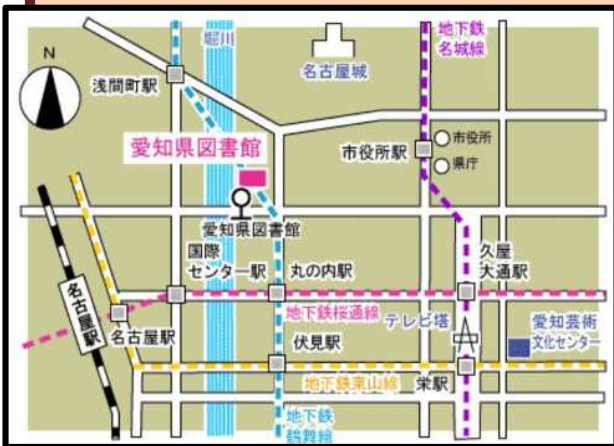 堀川
地下鉄
名城線
N
名古屋城
浅間町駅
愛知県図書館
市役所駅
市役所
県庁
愛知県図書館
国際
センター駅
丸の内駅
久屋
大通駅
名古屋駅
地下鉄桜通線
テレビ塔
愛知芸術
文化センター
名古屋駅
伏見駅
地下鉄東山線
栄駅
地下鉄
鶴舞線